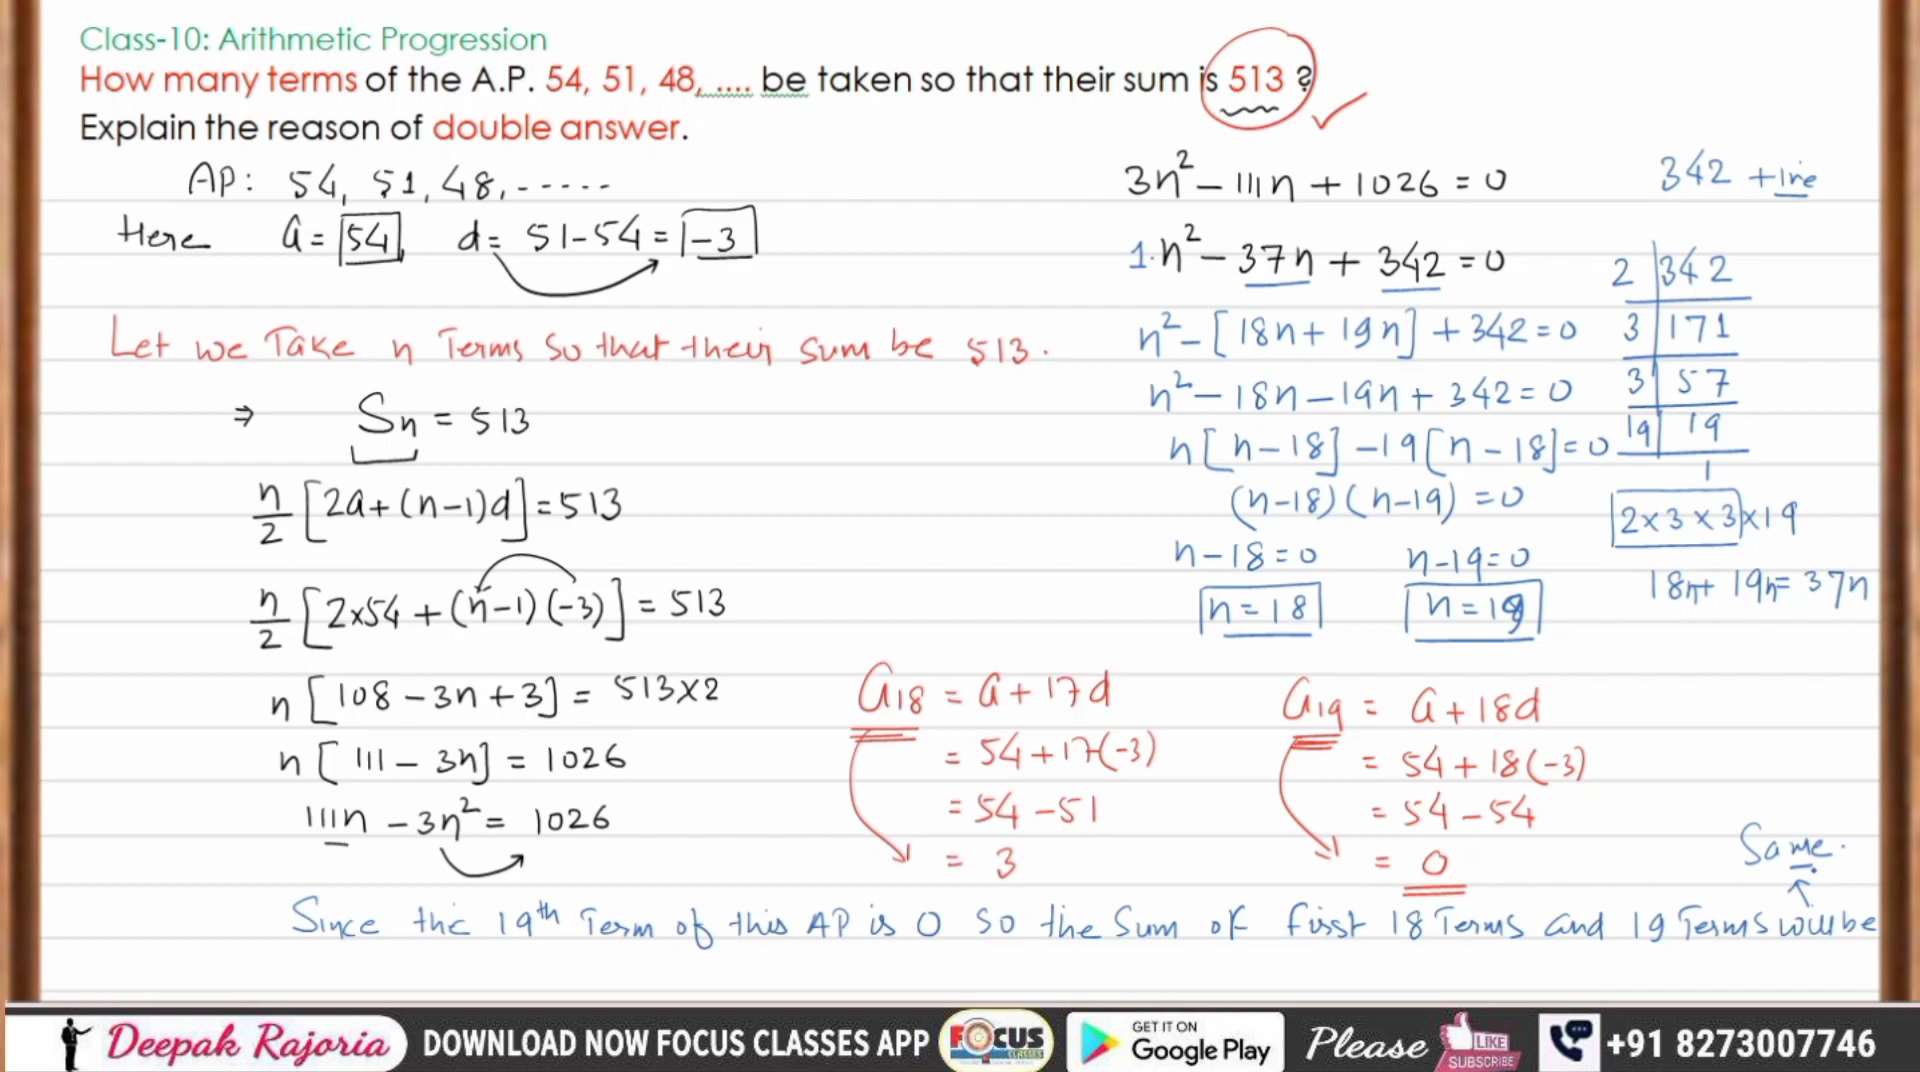 Class-10: Arithmetic Progression
How many terms of the A.P. 54, 51, 48, .... be taken so that their sum is 513 ?
Explain the reason of double answer.
AP: 54, 51, 48, -----
Here a = 54, d = 51-54 = -3
Let we Take n Terms so that their sum be 513.
⇒ Sn = 513
n/2 [2a+(n-1)d] = 513
n/2 [2×54 + (n-1)(-3)] = 513
n [108 - 3n + 3] = 513×2
n [111 - 3n] = 1026
111n - 3n² = 1026
3n² - 111n + 1026 = 0
1.n² - 37n + 342 = 0
n² - [18n + 19n] + 342 = 0
n² - 18n - 19n + 342 = 0
n[n-18] - 19[n-18] = 0
(n-18)(n-19) = 0
n-18 = 0 n-19 = 0
n = 18 n = 19
342 +ive
2 | 342
3 | 171
3 | 57
19 | 19
1
2×3×3×19
18n + 19n = 37n
a18 = a + 17d
= 54 + 17(-3)
= 54 - 51
= 3
a19 = a + 18d
= 54 + 18(-3)
= 54 - 54
= 0
Since the 19th Term of this AP is 0 so the Sum of first 18 Terms and 19 Terms will be
Same.
Deepak Rajoria DOWNLOAD NOW FOCUS CLASSES APP FOCUS CLASSES GET IT ON Google Play Please LIKE SUBSCRIBE +91 8273007746